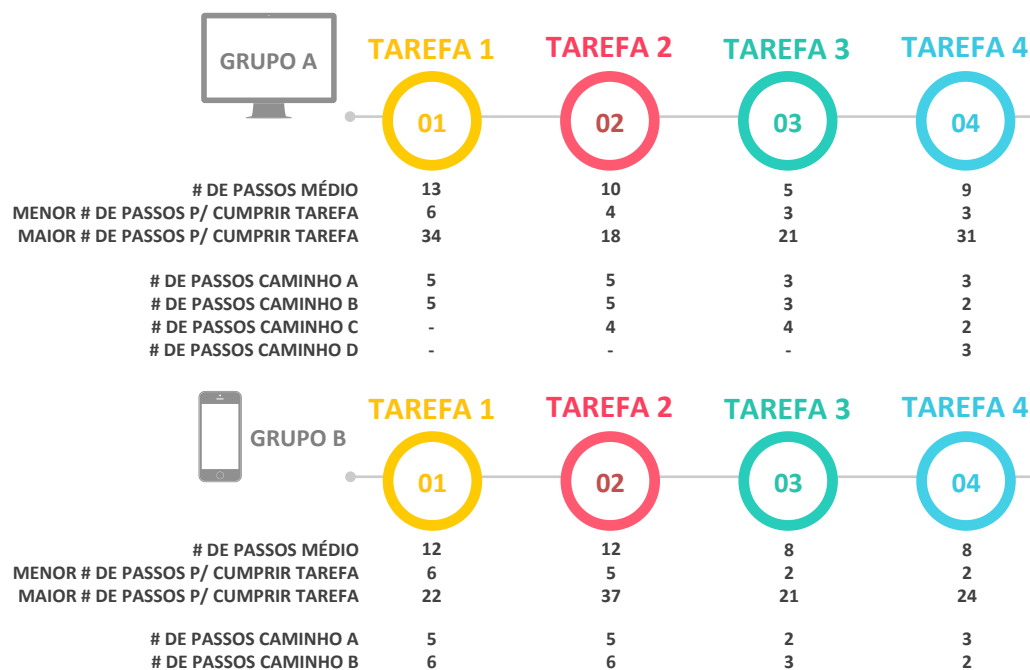 GRUPO A
TAREFA 1 TAREFA 2 TAREFA 3 TAREFA 4
01 02 03 04
# DE PASSOS MÉDIO 13 10 5 9
MENOR # DE PASSOS P/ CUMPRIR TAREFA 6 4 3 3
MAIOR # DE PASSOS P/ CUMPRIR TAREFA 34 18 21 31
# DE PASSOS CAMINHO A 5 5 3 3
# DE PASSOS CAMINHO B 5 5 3 2
# DE PASSOS CAMINHO C - 4 4 2
# DE PASSOS CAMINHO D - - - 3
TAREFA 1 TAREFA 2 TAREFA 3 TAREFA 4
GRUPO B
01 02 03 04
# DE PASSOS MÉDIO 12 12 8 8
MENOR # DE PASSOS P/ CUMPRIR TAREFA 6 5 2 2
MAIOR # DE PASSOS P/ CUMPRIR TAREFA 22 37 21 24
# DE PASSOS CAMINHO A 5 5 2 3
# DE PASSOS CAMINHO B 6 6 3 2